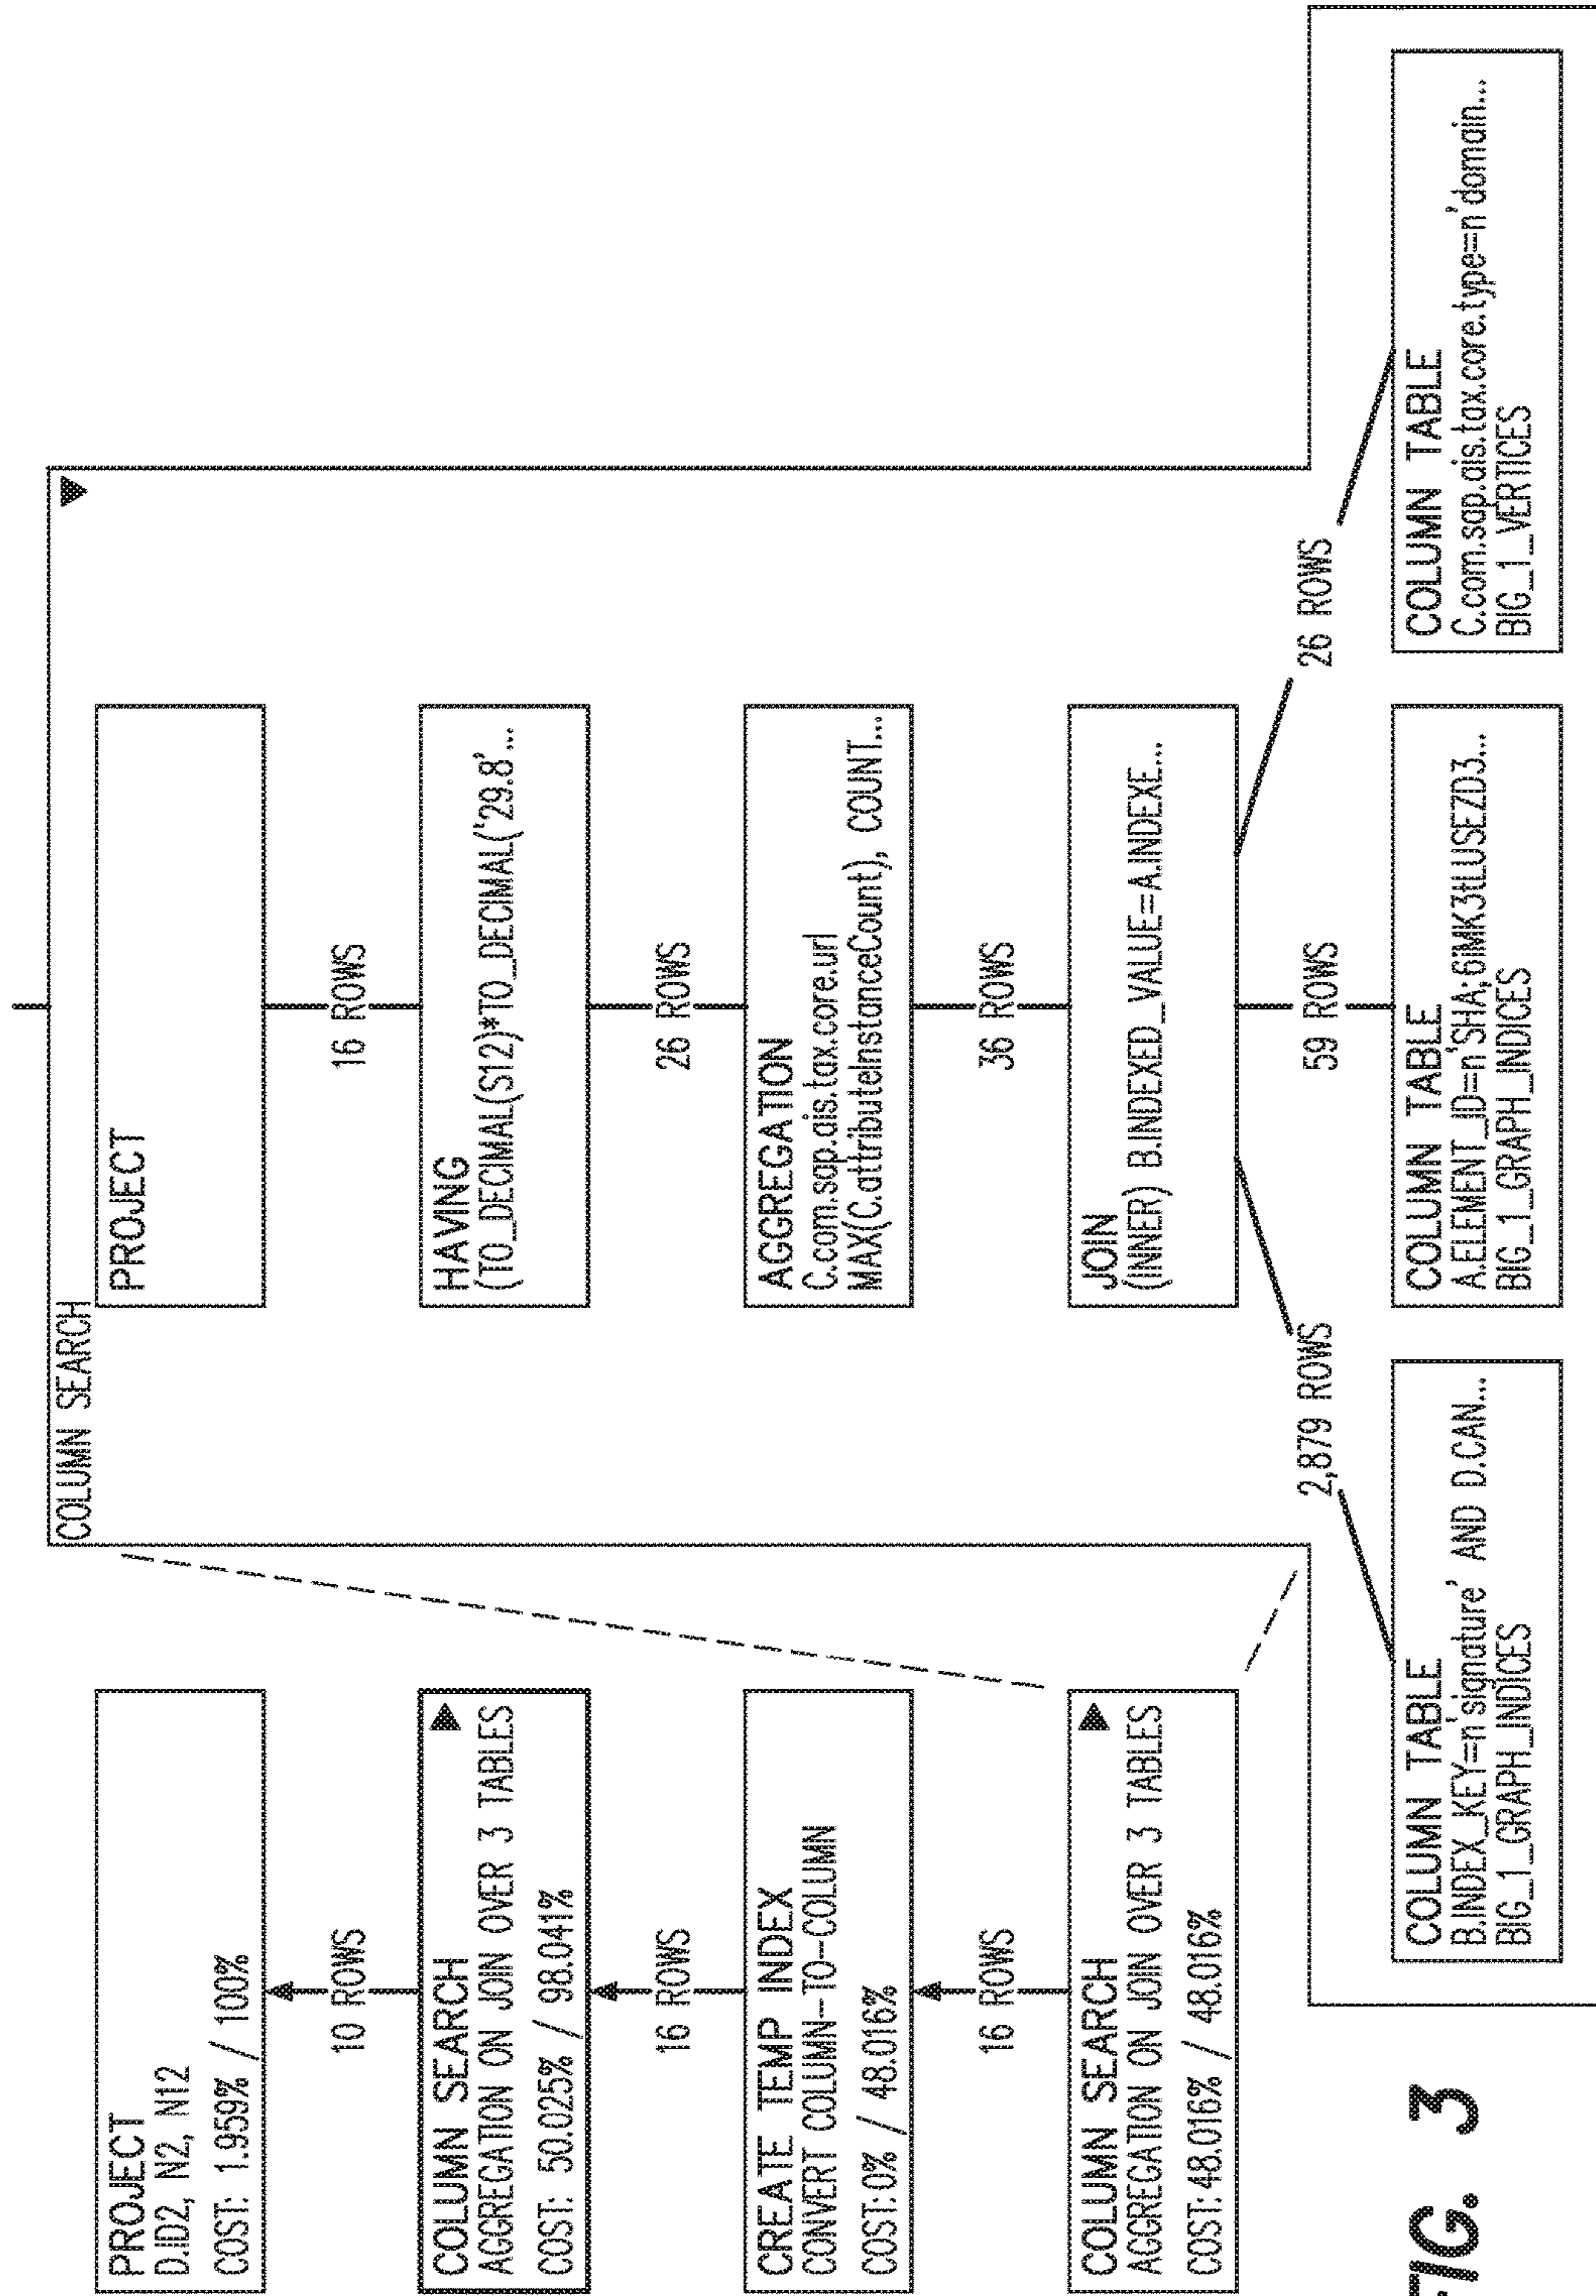 PROJECT
D.ID2, N2, N12
COST: 1.959% / 100%
10 ROWS
COLUMN SEARCH
AGGREGATION ON JOIN OVER 3 TABLES
COST: 50.025% / 98.041%
16 ROWS
CREATE TEMP INDEX
CONVERT COLUMN-TO-COLUMN
COST: 0% / 48.016%
16 ROWS
COLUMN SEARCH
AGGREGATION ON JOIN OVER 3 TABLES
COST: 48.016% / 48.016%
COLUMN SEARCH
PROJECT
16 ROWS
HAVING
(TO_DECIMAL(S12)*TO_DECIMAL('29.8'...
26 ROWS
AGGREGATION
C.com.sap.ais.tax.core.url
MAX(C.attributeInstanceCount), COUNT...
36 ROWS
JOIN
(INNER) B.INDEXED_VALUE=A.INDEXE...
2,879 ROWS
59 ROWS
26 ROWS
COLUMN TABLE
B.INDEX_KEY=n'signature' AND D.CAN...
BIG_1_GRAPH_INDICES
COLUMN TABLE
A.ELEMENT_ID=n'SHA;6iMK3tLUSEZD3...
BIG_1_GRAPH_INDICES
COLUMN TABLE
C.com.sap.ais.tax.core.type=n'domain...
BIG_1_VERTICES
FIG. 3